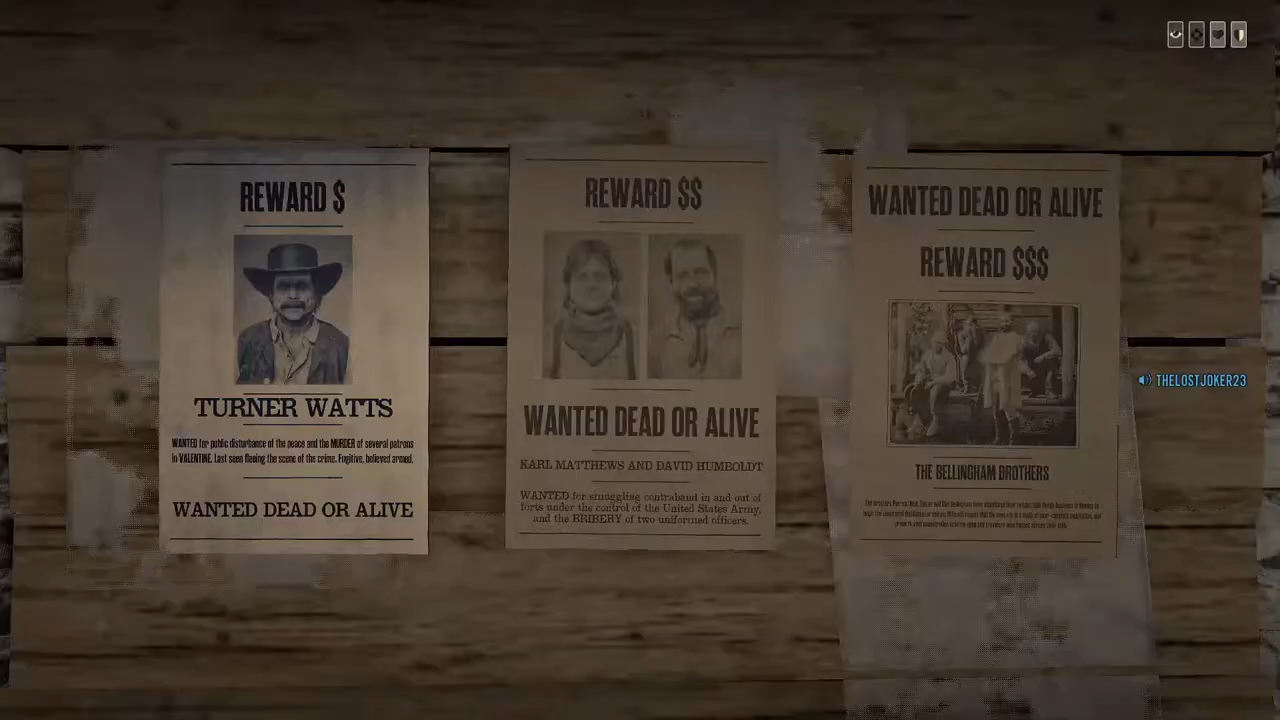 REWARD $
TURNER WATTS
WANTED for public disturbance of the peace and the MURDER of several patrons
in VALENTINE. Last seen fleeing the scene of the crime. Fugitive, believed armed.
WANTED DEAD OR ALIVE
REWARD $$
WANTED DEAD OR ALIVE
KARL MATTHEWS AND DAVID HUMBOLDT
WANTED for smuggling contraband in and out of
forts under the control of the United States Army,
and the BRIBERY of two uniformed officers.
WANTED DEAD OR ALIVE
REWARD $$$
THE BELLINGHAM BROTHERS
THELOSTJOKER23